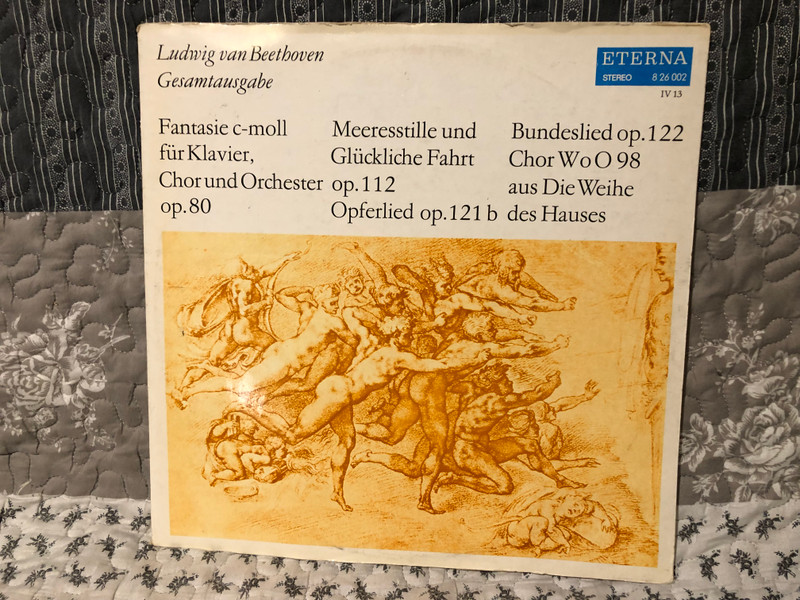 Ludwig van Beethoven
Gesamtausgabe
ETERNA
STEREO 8 26 002
IV 13
Fantasie c-moll
für Klavier,
Chor und Orchester
op.80
Meeresstille und
Glückliche Fahrt
op.112
Opferlied op.121 b
Bundeslied op.122
Chor WoO 98
aus Die Weihe
des Hauses